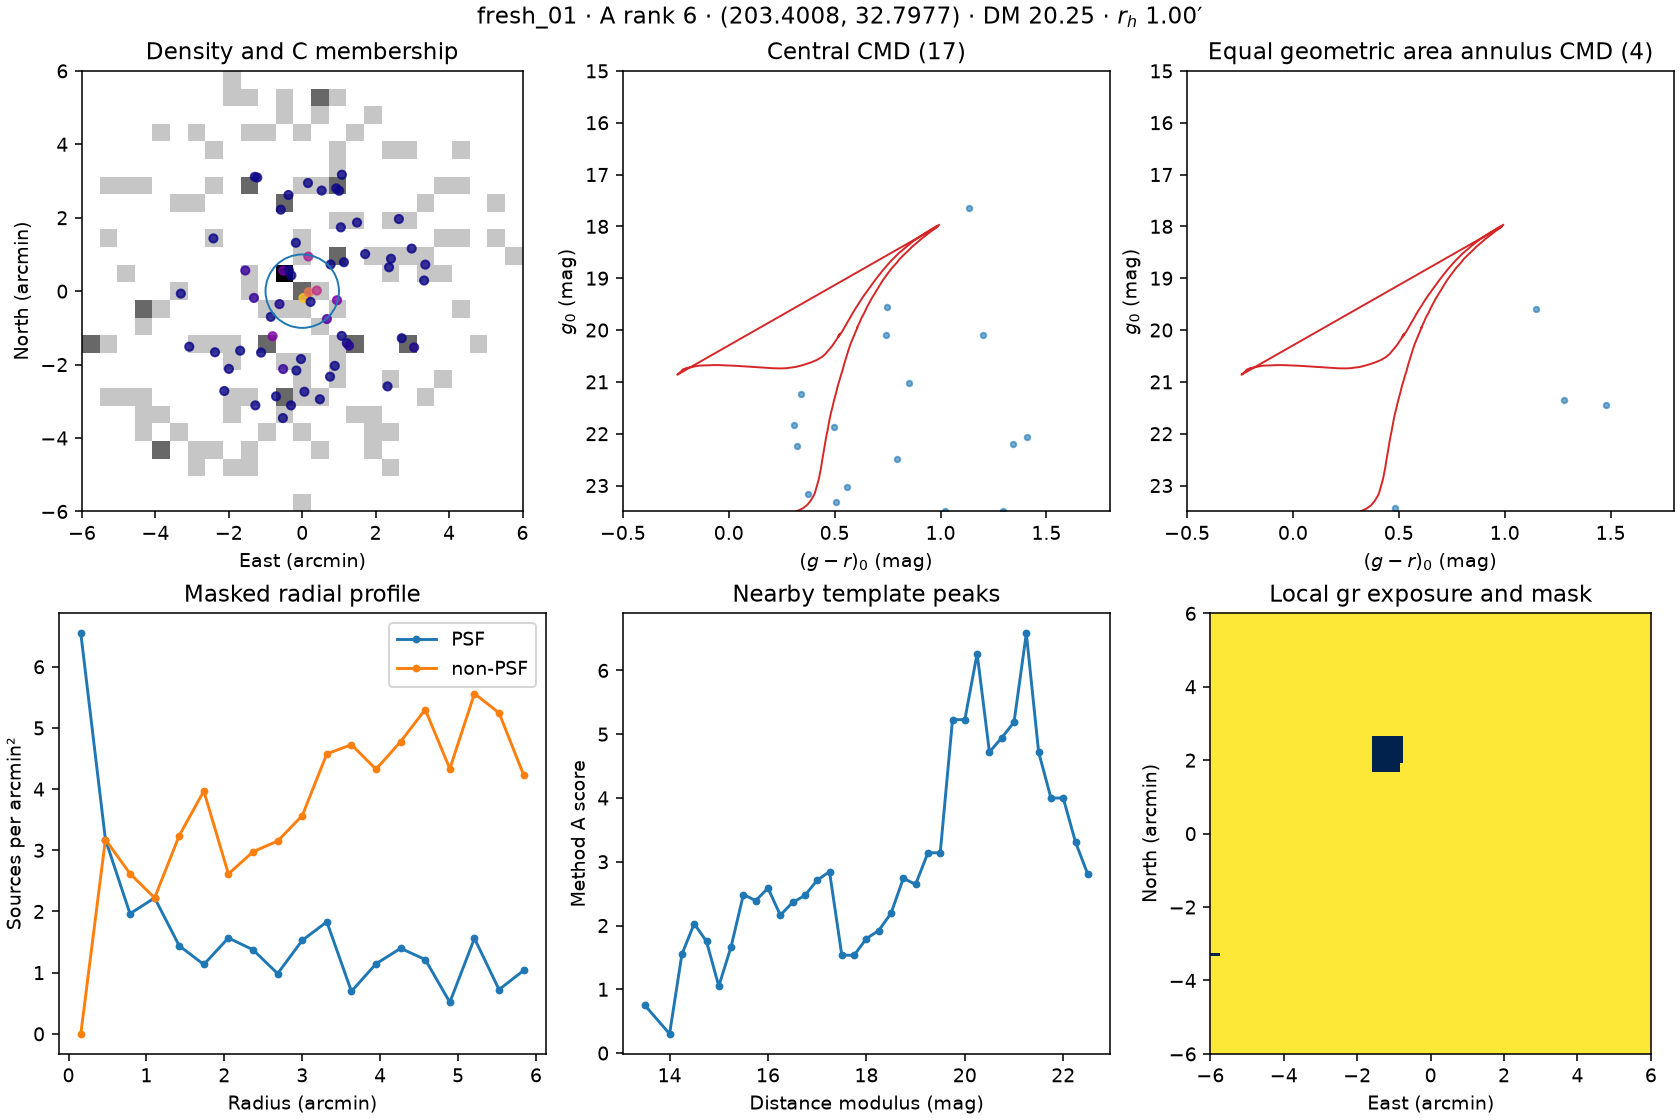 fresh_01 · A rank 6 · (203.4008, 32.7977) · DM 20.25 · r_h 1.00′
Density and C membership
6
4
2
0
−2
−4
−6
North (arcmin)
−6 −4 −2 0 2 4 6
East (arcmin)
Central CMD (17)
15
16
17
18
19
20
21
22
23
g₀ (mag)
−0.5 0.0 0.5 1.0 1.5
(g − r)₀ (mag)
Equal geometric area annulus CMD (4)
15
16
17
18
19
20
21
22
23
g₀ (mag)
−0.5 0.0 0.5 1.0 1.5
(g − r)₀ (mag)
Masked radial profile
PSF
non-PSF
6
5
4
3
2
1
0
Sources per arcmin²
0 1 2 3 4 5 6
Radius (arcmin)
Nearby template peaks
6
5
4
3
2
1
0
Method A score
14 16 18 20 22
Distance modulus (mag)
Local gr exposure and mask
6
4
2
0
−2
−4
−6
North (arcmin)
−6 −4 −2 0 2 4 6
East (arcmin)